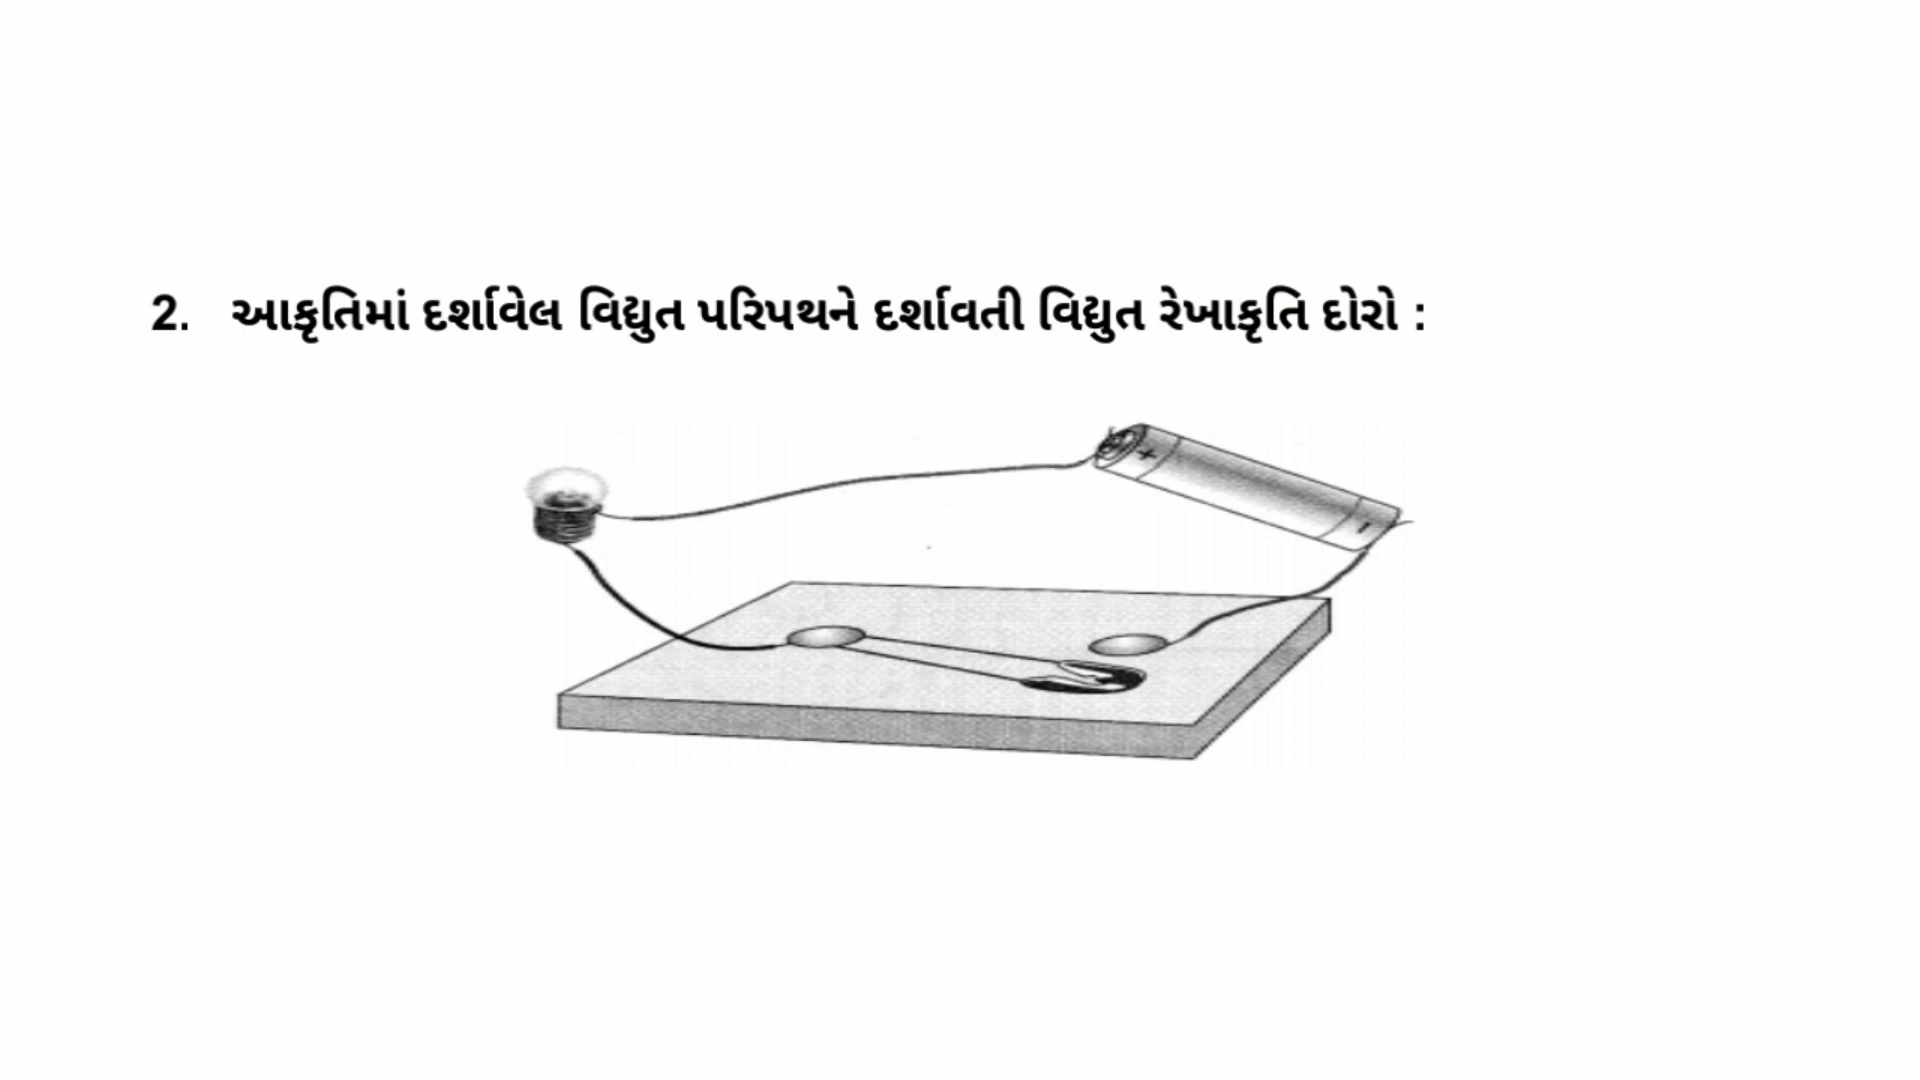 2. આકૃતિમાં દર્શાવેલ વિદ્યુત પરિપથને દર્શાવતી વિદ્યુત રેખાકૃતિ દોરો :
+
-